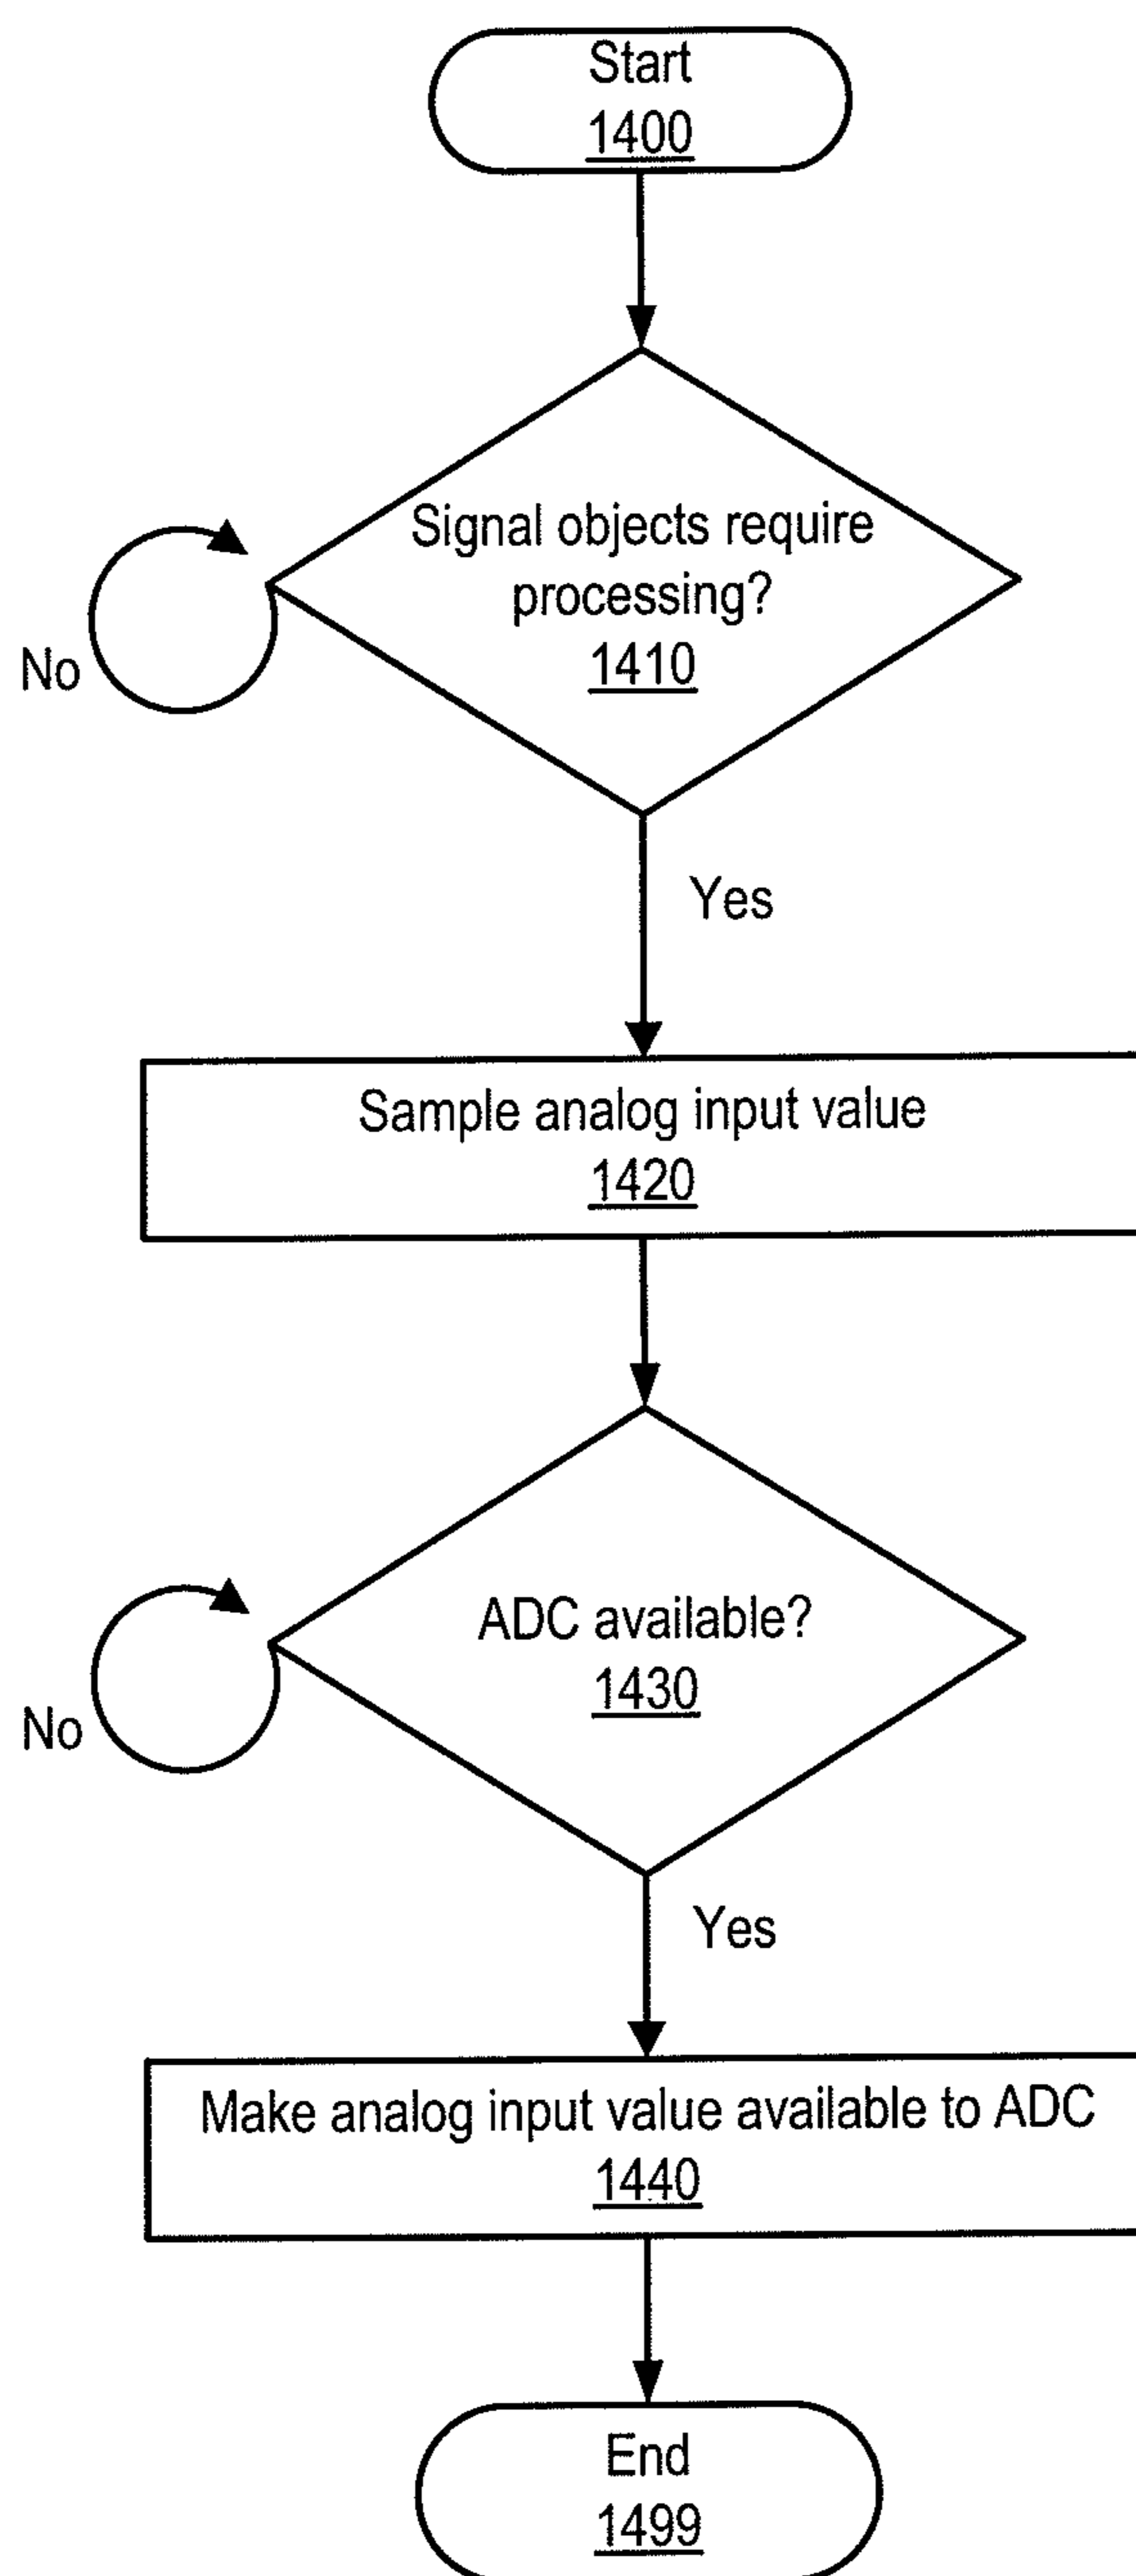 Start
1400
Signal objects require
processing?
1410
No
Yes
Sample analog input value
1420
ADC available?
1430
No
Yes
Make analog input value available to ADC
1440
End
1499